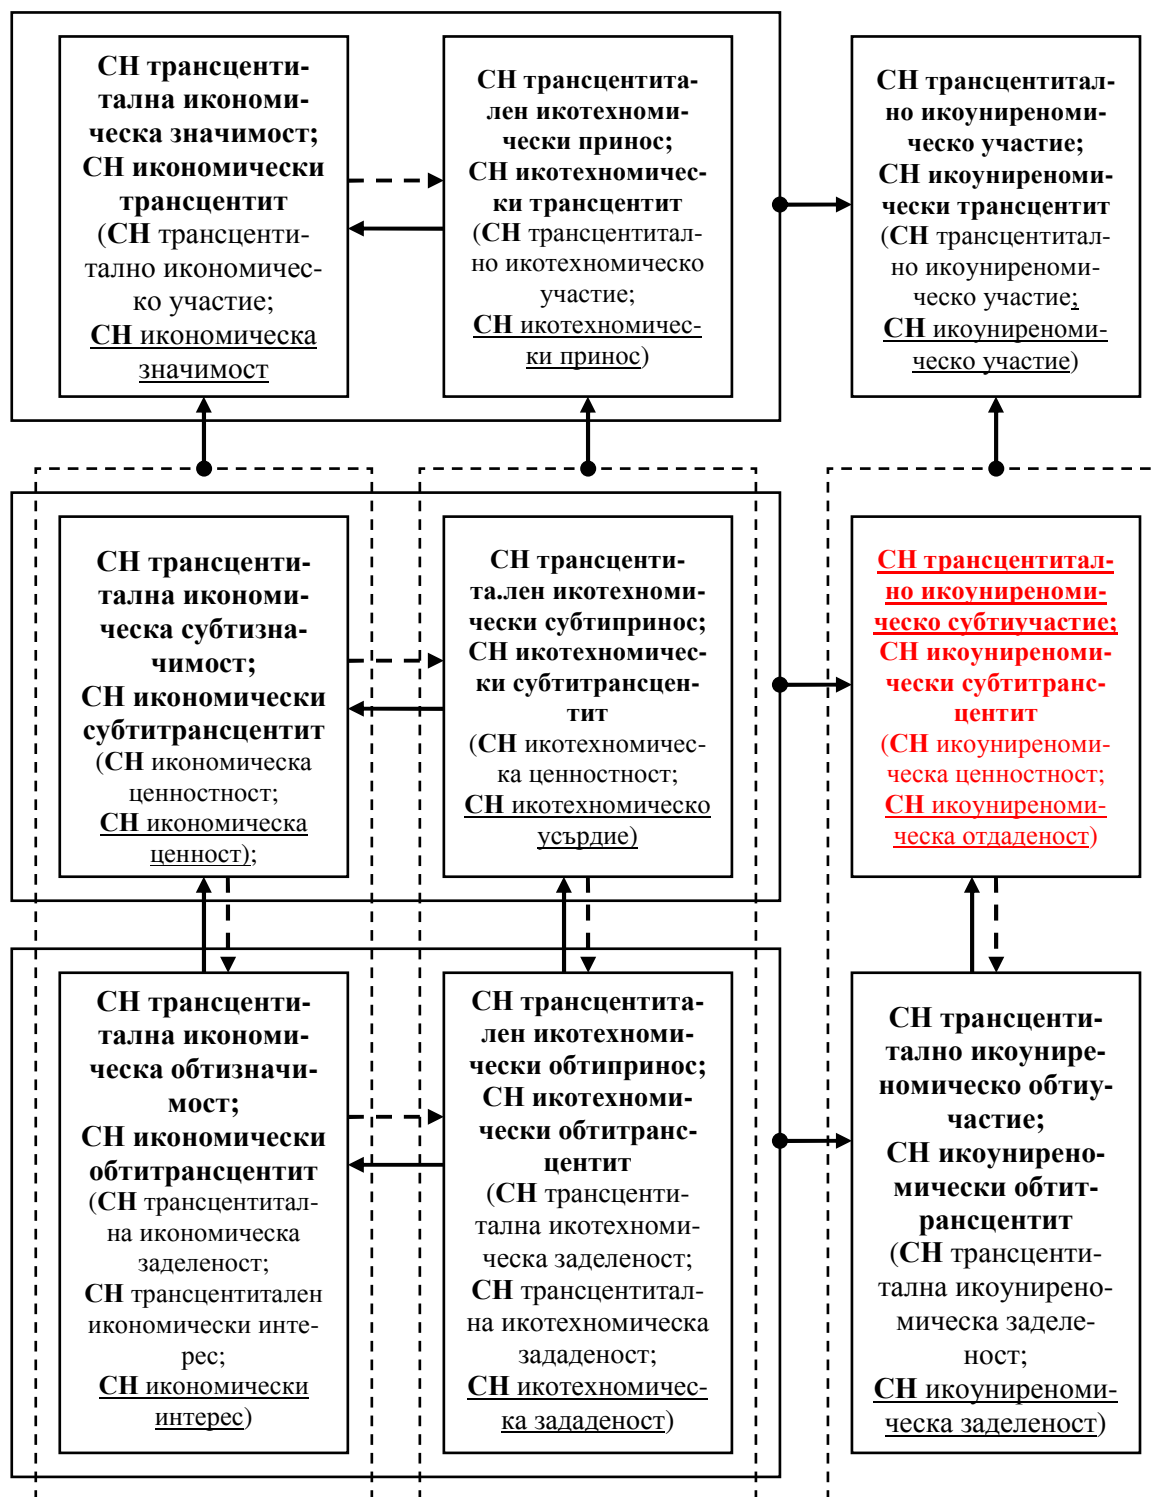 СН трансценти-
тална икономи-
ческа значимост;
СН икономически
трансцентит
(СН трансценти-
тално икономичес-
ко участие;
СН икономическа
значимост
СН трансцентита-
лен икотехноми-
чески принос;
СН икотехномичес-
ки трансцентит
(СН трансцентитал-
но икотехномическо
участие;
СН икотехномичес-
ки принос)
СН трансцентитал-
но икоуниреноми-
ческо участие;
СН икоуниреноми-
чески трансцентит
(СН трансцентитал-
но икоуниреноми-
ческо участие;
СН икоуниреноми-
ческо участие)
СН трансценти-
тална икономи-
ческа субтизна-
чимост;
СН икономически
субтитрансцентит
(СН икономическа
ценностност;
СН икономическа
ценност);
СН трансценти-
та.лен икотехноми-
чески субтипринос;
СН икотехномичес-
ки субтитрансцен-
тит
(СН икотехномичес-
ка ценностност;
СН икотехномическо
усърдие)
СН трансцентитал-
но икоуниреноми-
ческо субтиучастие;
СН икоуниреноми-
чески субтитранс-
центит
(СН икоуниреноми-
ческа ценностност;
СН икоуниреноми-
ческа отдаденост)
СН трансценти-
тална икономи-
ческа обтизначи-
мост;
СН икономически
обтитрансцентит
(СН трансцентитал-
на икономическа
заделеност;
СН трансцентитален
икономически инте-
рес;
СН икономически
интерес)
СН трансцентита-
лен икотехноми-
чески обтипринос;
СН икотехноми-
чески обтитранс-
центит
(СН трансценти-
тална икотехноми-
ческа заделеност;
СН трансцентитал-
на икотехномическа
зададеност;
СН икотехномичес-
ка зададеност)
СН трансценти-
тално икоунире-
номическо обтиу-
частие;
СН икоунирено-
мически обтит-
рансцентит
(СН трансценти-
тална икоунирено-
мическа заделе-
ност;
СН икоуниреноми-
ческа заделеност)